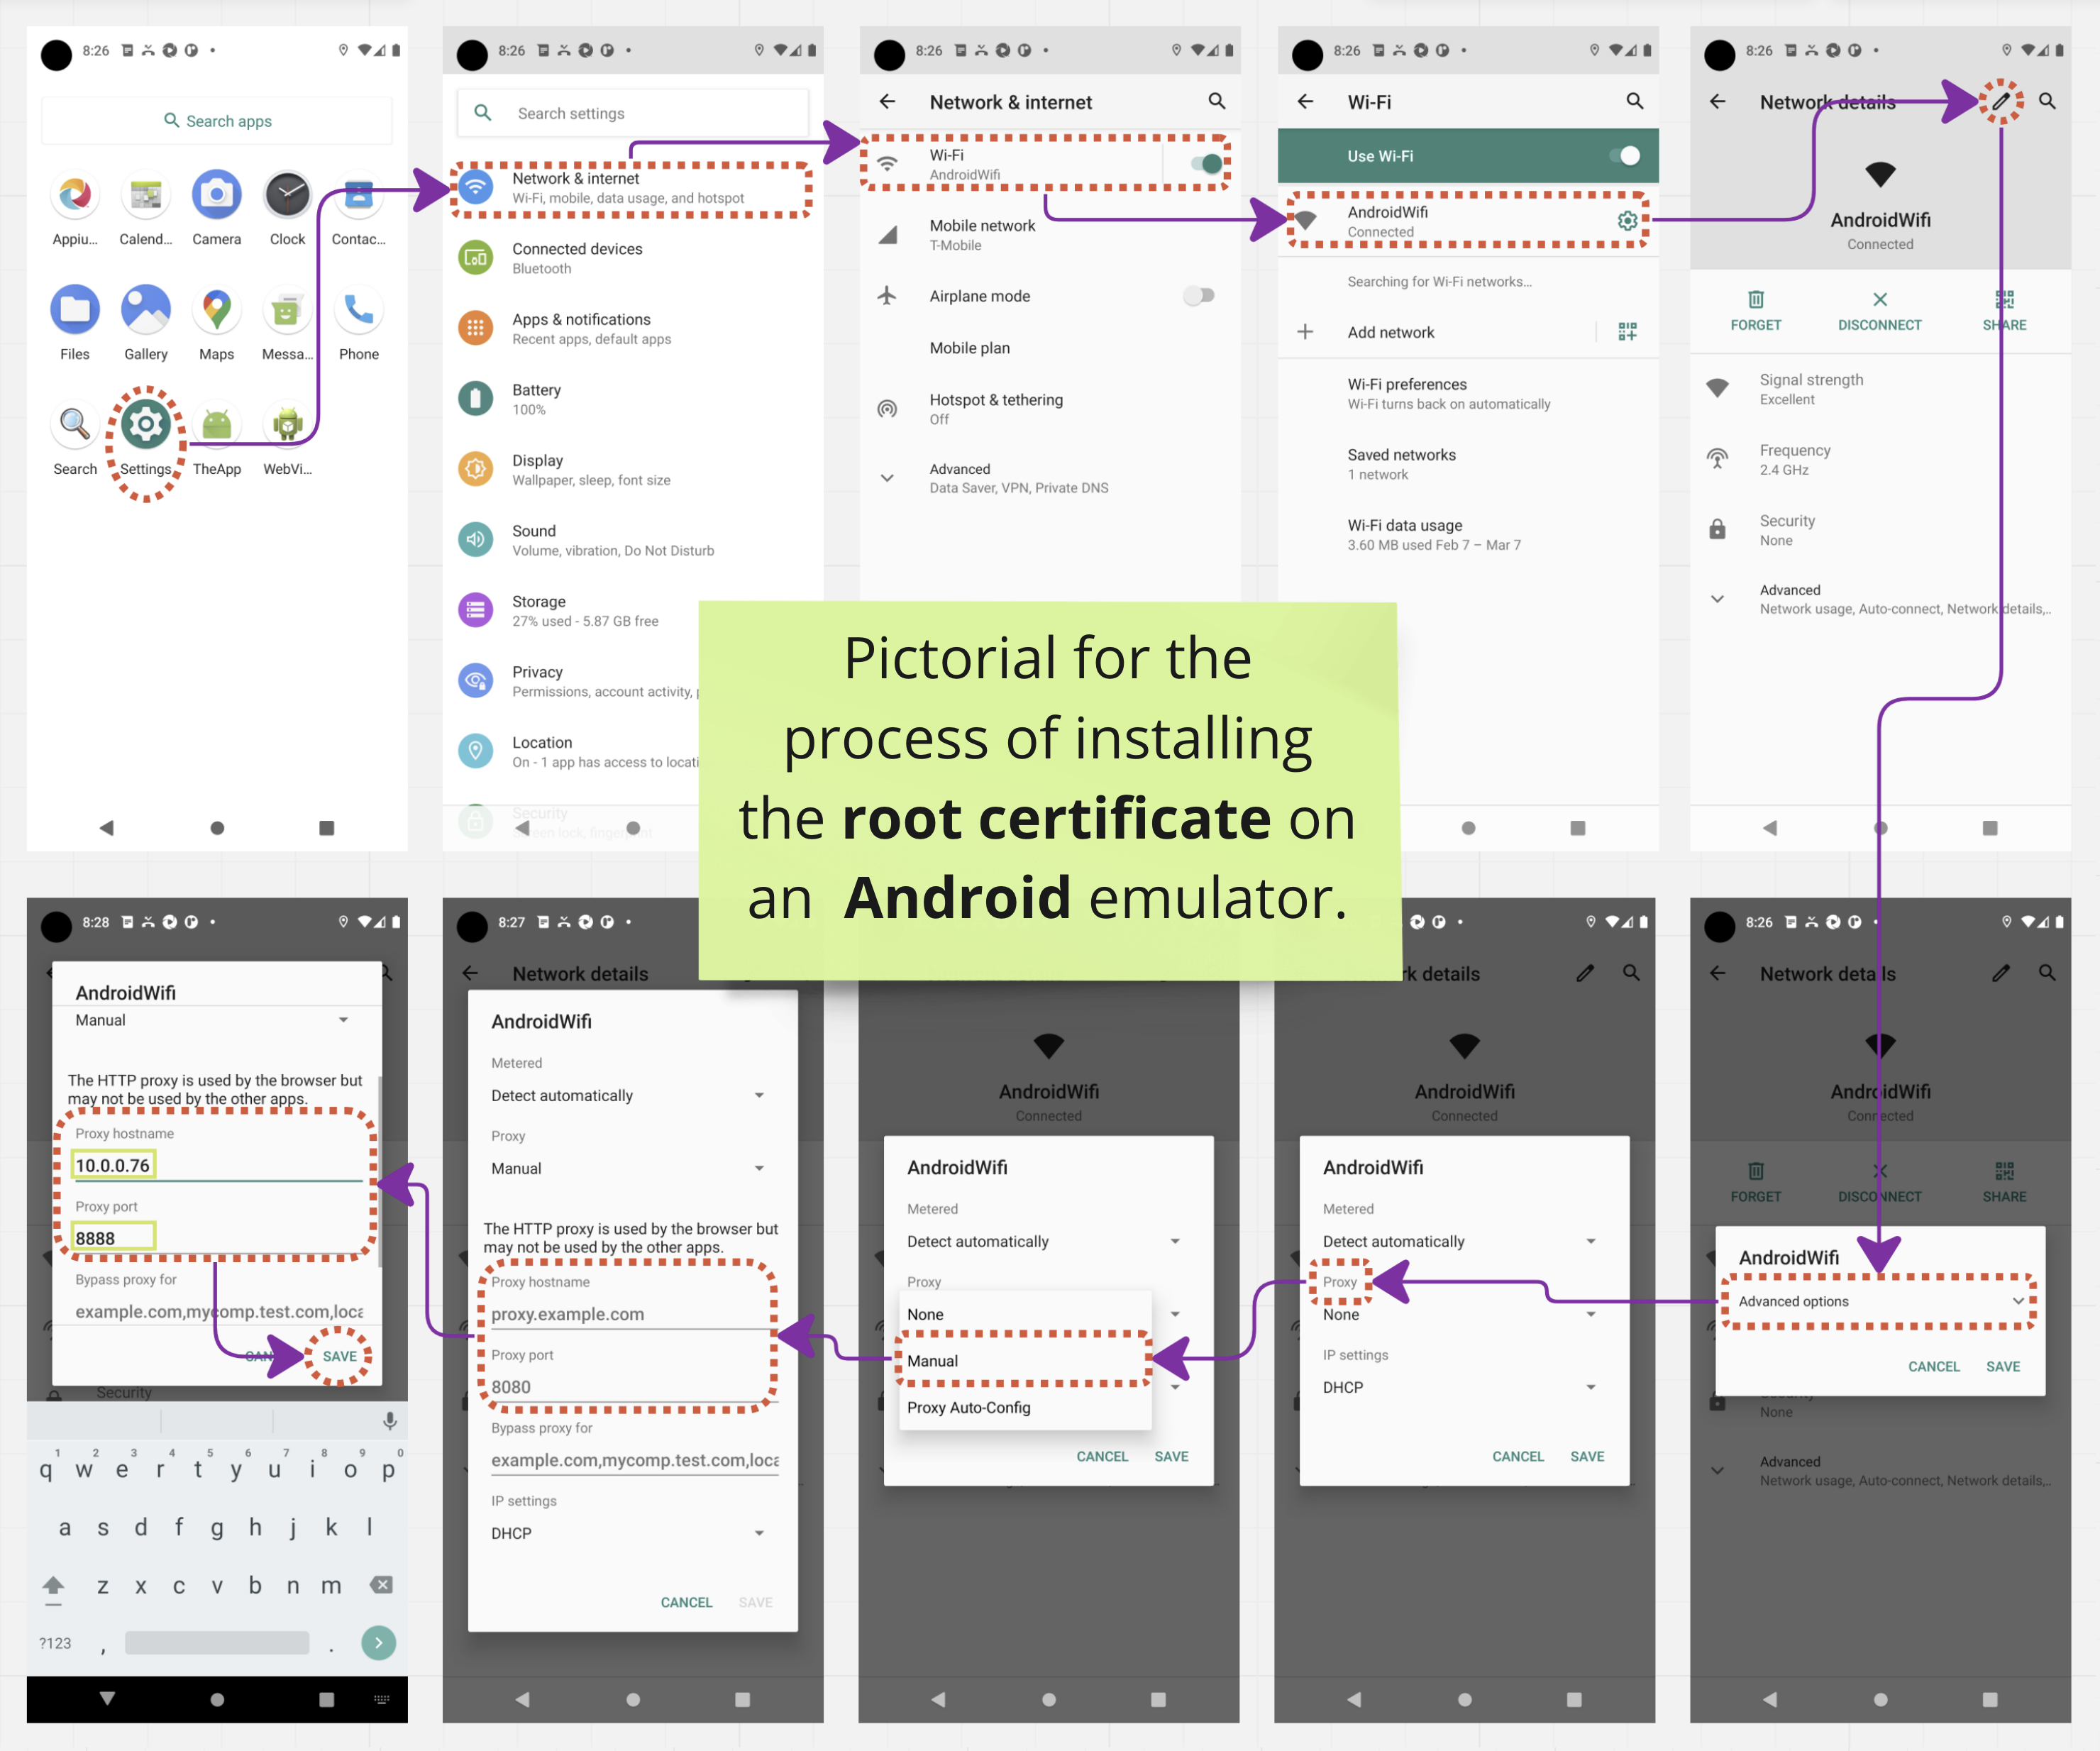 8:26
Search apps
Appiu...
Calend...
Camera
Clock
Contac...
Files
Gallery
Maps
Messa...
Phone
Search
Settings
TheApp
WebVi...
8:26
Search settings
Network & internet
Wi-Fi, mobile, data usage, and hotspot
Connected devices
Bluetooth
Apps & notifications
Recent apps, default apps
Battery
100%
Display
Wallpaper, sleep, font size
Sound
Volume, vibration, Do Not Disturb
Storage
27% used - 5.87 GB free
Privacy
Permissions, account activity,
Location
On - 1 app has access to locati
Security
Screen lock, fingerprint
8:26
Network & internet
Wi-Fi
AndroidWifi
Mobile network
T-Mobile
Airplane mode
Mobile plan
Hotspot & tethering
Off
Advanced
Data Saver, VPN, Private DNS
8:26
Wi-Fi
Use Wi-Fi
AndroidWifi
Connected
Searching for Wi-Fi networks...
Add network
Wi-Fi preferences
Wi-Fi turns back on automatically
Saved networks
1 network
Wi-Fi data usage
3.60 MB used Feb 7 – Mar 7
8:26
Network details
AndroidWifi
Connected
FORGET
DISCONNECT
SHARE
Signal strength
Excellent
Frequency
2.4 GHz
Security
None
Advanced
Network usage, Auto-connect, Network details,..
Pictorial for the
process of installing
the root certificate on
an Android emulator.
8:28
AndroidWifi
Manual
The HTTP proxy is used by the browser but
may not be used by the other apps.
Proxy hostname
10.0.0.76
Proxy port
8888
Bypass proxy for
example.com,mycomp.test.com,loca
CAN
SAVE
Security
1 2 3 4 5 6 7 8 9 0
q w e r t y u i o p
a s d f g h j k l
z x c v b n m
?123 , .
8:27
Network details
AndroidWifi
Metered
Detect automatically
Proxy
Manual
The HTTP proxy is used by the browser but
may not be used by the other apps.
Proxy hostname
proxy.example.com
Proxy port
8080
Bypass proxy for
example.com,mycomp.test.com,loca
IP settings
DHCP
CANCEL
SAVE
AndroidWifi
Connected
AndroidWifi
Metered
Detect automatically
Proxy
None
Manual
Proxy Auto-Config
CANCEL
SAVE
rk details
AndroidWifi
Connected
AndroidWifi
Metered
Detect automatically
Proxy
None
IP settings
DHCP
CANCEL
SAVE
8:26
Network details
AndroidWifi
Connected
FORGET
DISCONNECT
SHARE
AndroidWifi
Advanced options
CANCEL
SAVE
Security
None
Advanced
Network usage, Auto-connect, Network details,..